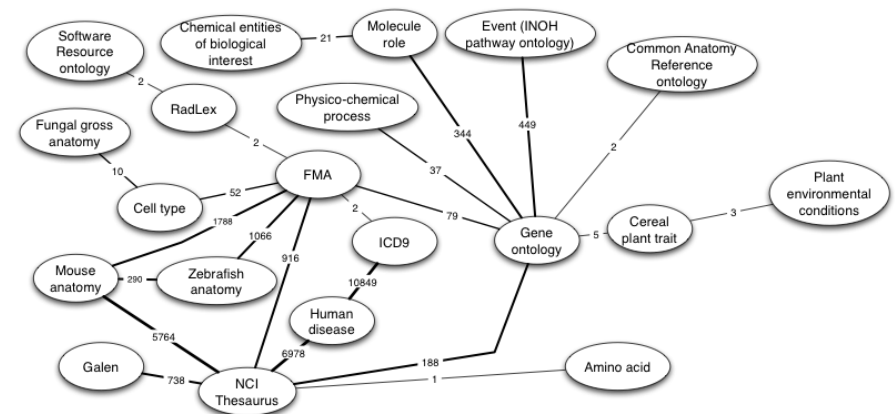 Software
Resource
ontology
Chemical entities
of biological
interest
21
Molecule
role
Event (INOH
pathway ontology)
Common Anatomy
Reference
ontology
2
RadLex
Physico-chemical
process
Fungal gross
anatomy
2
344
449
2
10
FMA
37
Cell type
52
Plant
environmental
conditions
1788
2
79
Gene
ontology
5
Cereal
plant trait
3
1066
916
ICD9
Mouse
anatomy
290
Zebrafish
anatomy
10849
Human
disease
5764
6978
Galen
738
NCI
Thesaurus
188
1
Amino acid